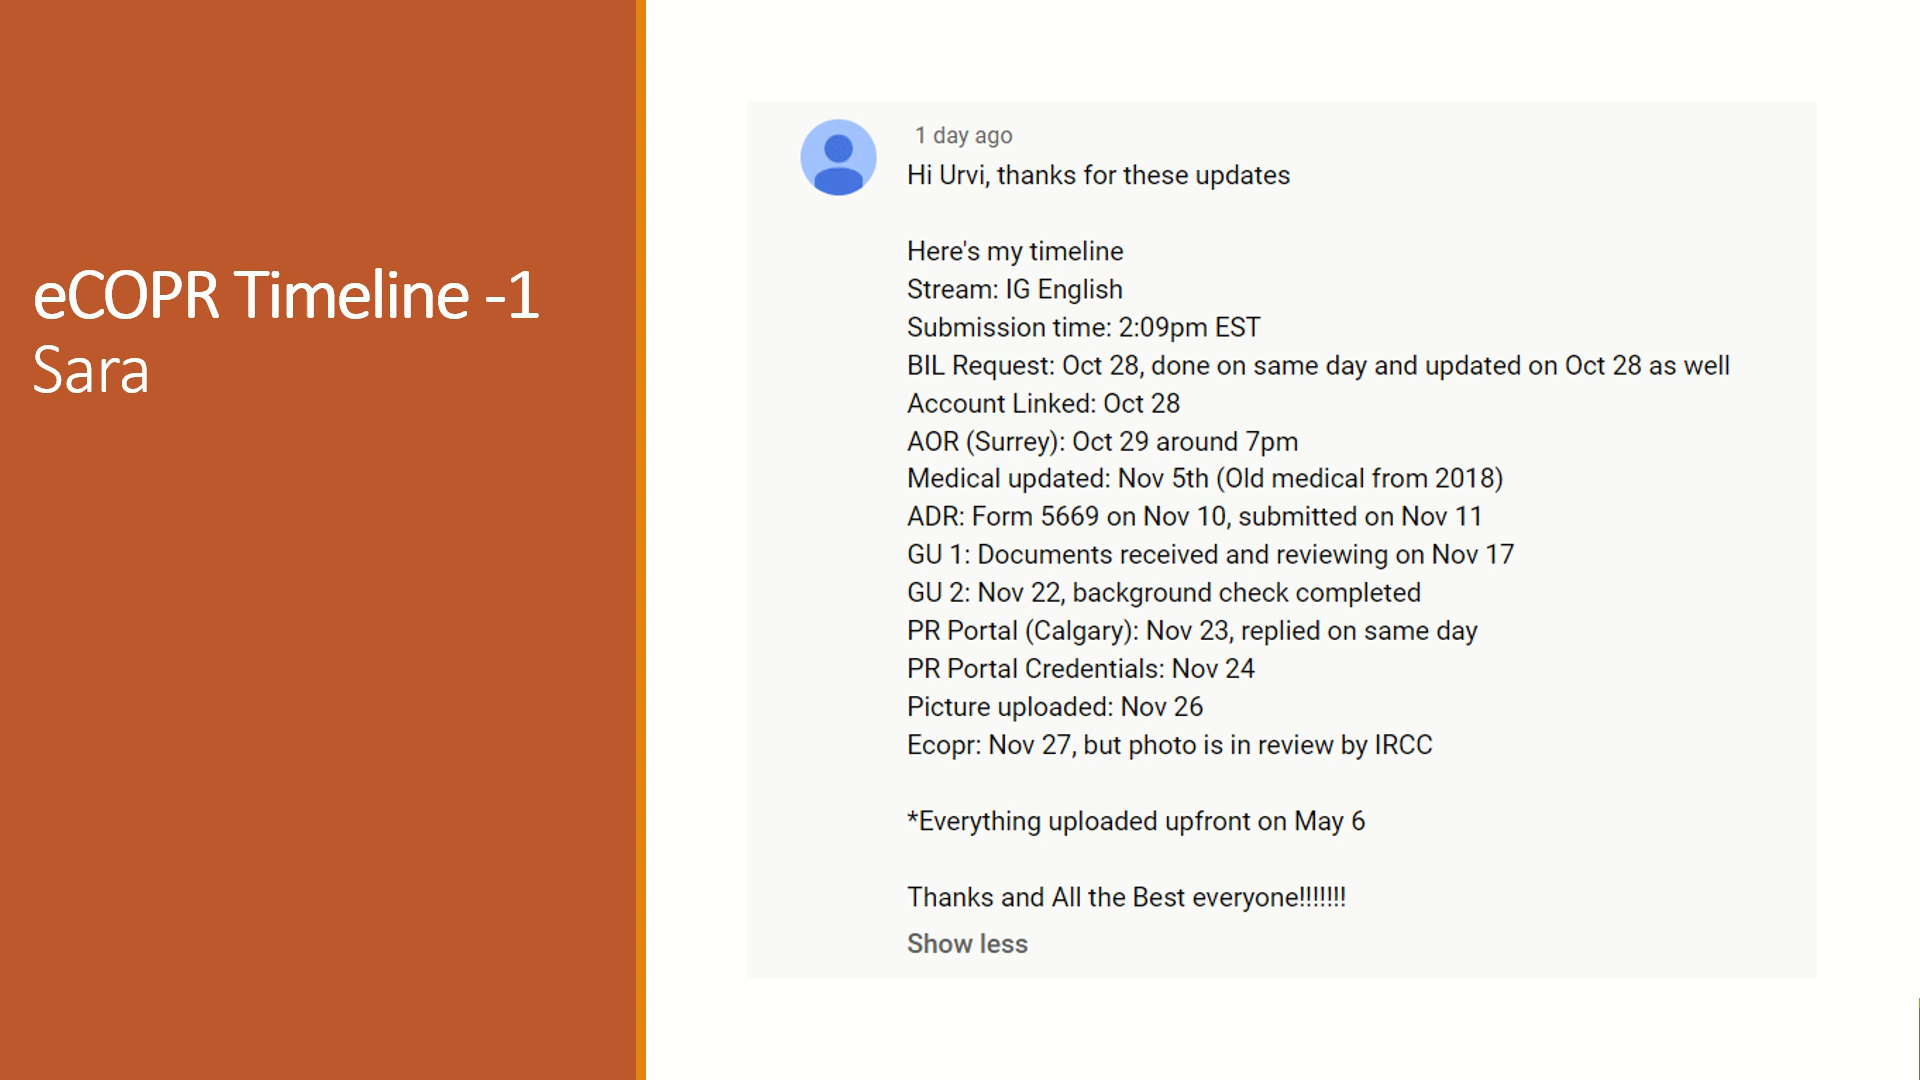 eCOPR Timeline -1
Sara
1 day ago
Hi Urvi, thanks for these updates
Here's my timeline
Stream: IG English
Submission time: 2:09pm EST
BIL Request: Oct 28, done on same day and updated on Oct 28 as well
Account Linked: Oct 28
AOR (Surrey): Oct 29 around 7pm
Medical updated: Nov 5th (Old medical from 2018)
ADR: Form 5669 on Nov 10, submitted on Nov 11
GU 1: Documents received and reviewing on Nov 17
GU 2: Nov 22, background check completed
PR Portal (Calgary): Nov 23, replied on same day
PR Portal Credentials: Nov 24
Picture uploaded: Nov 26
Ecopr: Nov 27, but photo is in review by IRCC
*Everything uploaded upfront on May 6
Thanks and All the Best everyone!!!!!!!
Show less